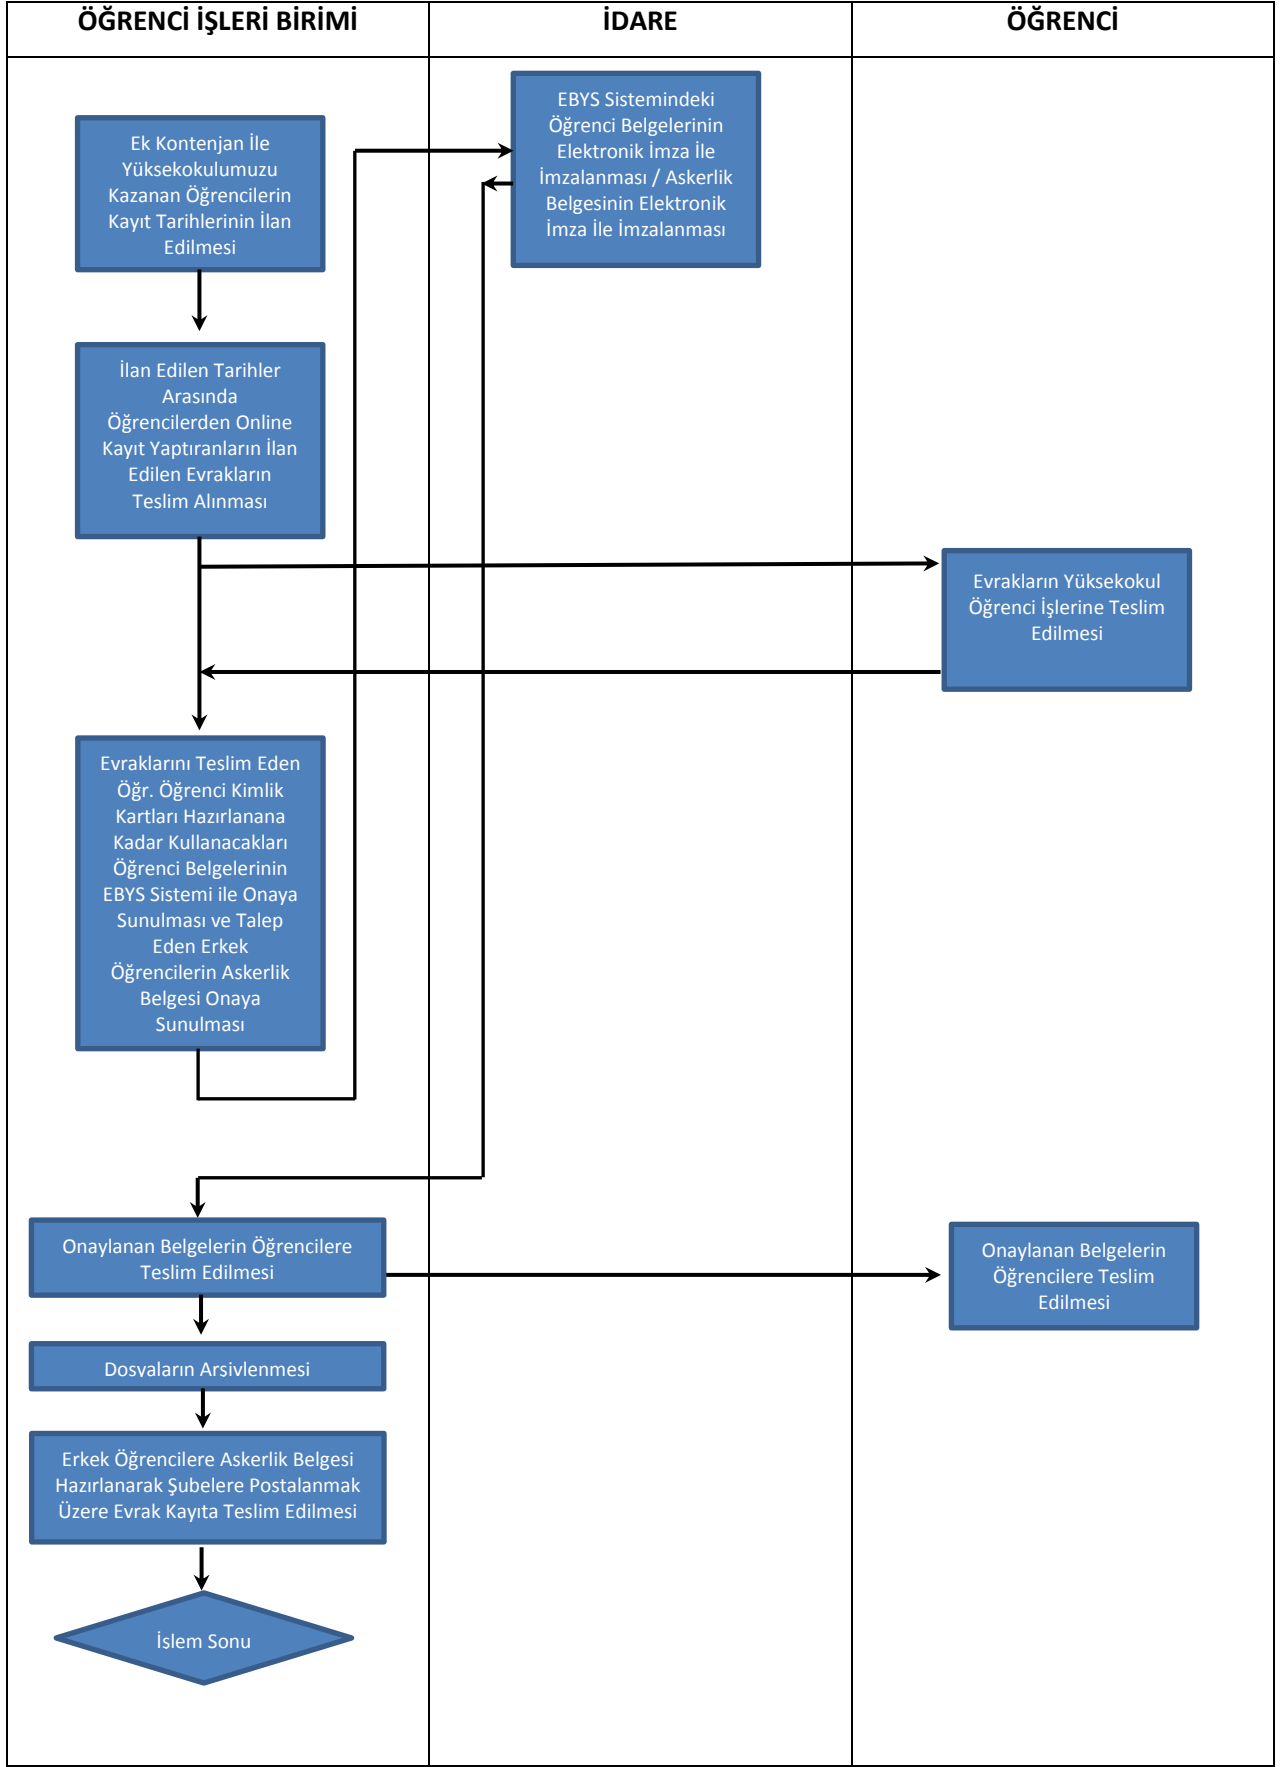 ÖĞRENCİ İŞLERİ BİRİMİ
İDARE
ÖĞRENCİ
Ek Kontenjan İle
Yüksekokulumuzu
Kazanan Öğrencilerin
Kayıt Tarihlerinin İlan
Edilmesi
EBYS Sistemindeki
Öğrenci Belgelerinin
Elektronik İmza İle
İmzalanması / Askerlik
Belgesinin Elektronik
İmza İle İmzalanması
İlan Edilen Tarihler
Arasında
Öğrencilerden Online
Kayıt Yaptıranların İlan
Edilen Evrakların
Teslim Alınması
Evrakların Yüksekokul
Öğrenci İşlerine Teslim
Edilmesi
Evraklarını Teslim Eden
Öğr. Öğrenci Kimlik
Kartları Hazırlanana
Kadar Kullanacakları
Öğrenci Belgelerinin
EBYS Sistemi ile Onaya
Sunulması ve Talep
Eden Erkek
Öğrencilerin Askerlik
Belgesi Onaya
Sunulması
Onaylanan Belgelerin Öğrencilere
Teslim Edilmesi
Onaylanan Belgelerin
Öğrencilere Teslim
Edilmesi
Dosyaların Arşivlenmesi
Erkek Öğrencilere Askerlik Belgesi
Hazırlanarak Şubelere Postalanmak
Üzere Evrak Kayıta Teslim Edilmesi
İşlem Sonu